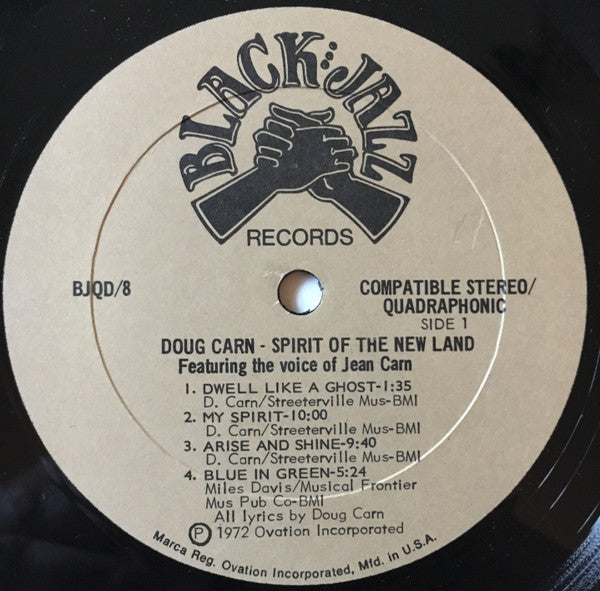 BLACK JAZZ
RECORDS
BJQD/8
COMPATIBLE STEREO/
QUADRAPHONIC
SIDE 1
DOUG CARN - SPIRIT OF THE NEW LAND
Featuring the voice of Jean Carn
1. DWELL LIKE A GHOST-1:35
D. Carn/Streeterville Mus-BMI
2. MY SPIRIT-10:00
D. Carn/Streeterville Mus-BMI
3. ARISE AND SHINE-9:40
D. Carn/Streeterville Mus-BMI
4. BLUE IN GREEN-5:24
Miles Davis/Musical Frontier
Mus Pub Co-BMI
All lyrics by Doug Carn
Ⓟ 1972 Ovation Incorporated
Marca Reg. Ovation Incorporated, Mfd. in U.S.A.